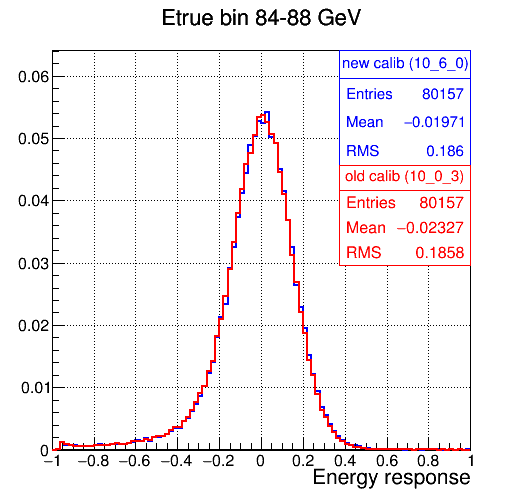 Etrue bin 84-88 GeV
new calib (10_6_0)
Entries 80157
Mean −0.01971
RMS 0.186
old calib (10_0_3)
Entries 80157
Mean −0.02327
RMS 0.1858
0.06
0.05
0.04
0.03
0.02
0.01
0
−1 −0.8 −0.6 −0.4 −0.2 0 0.2 0.4 0.6 0.8 1
Energy response